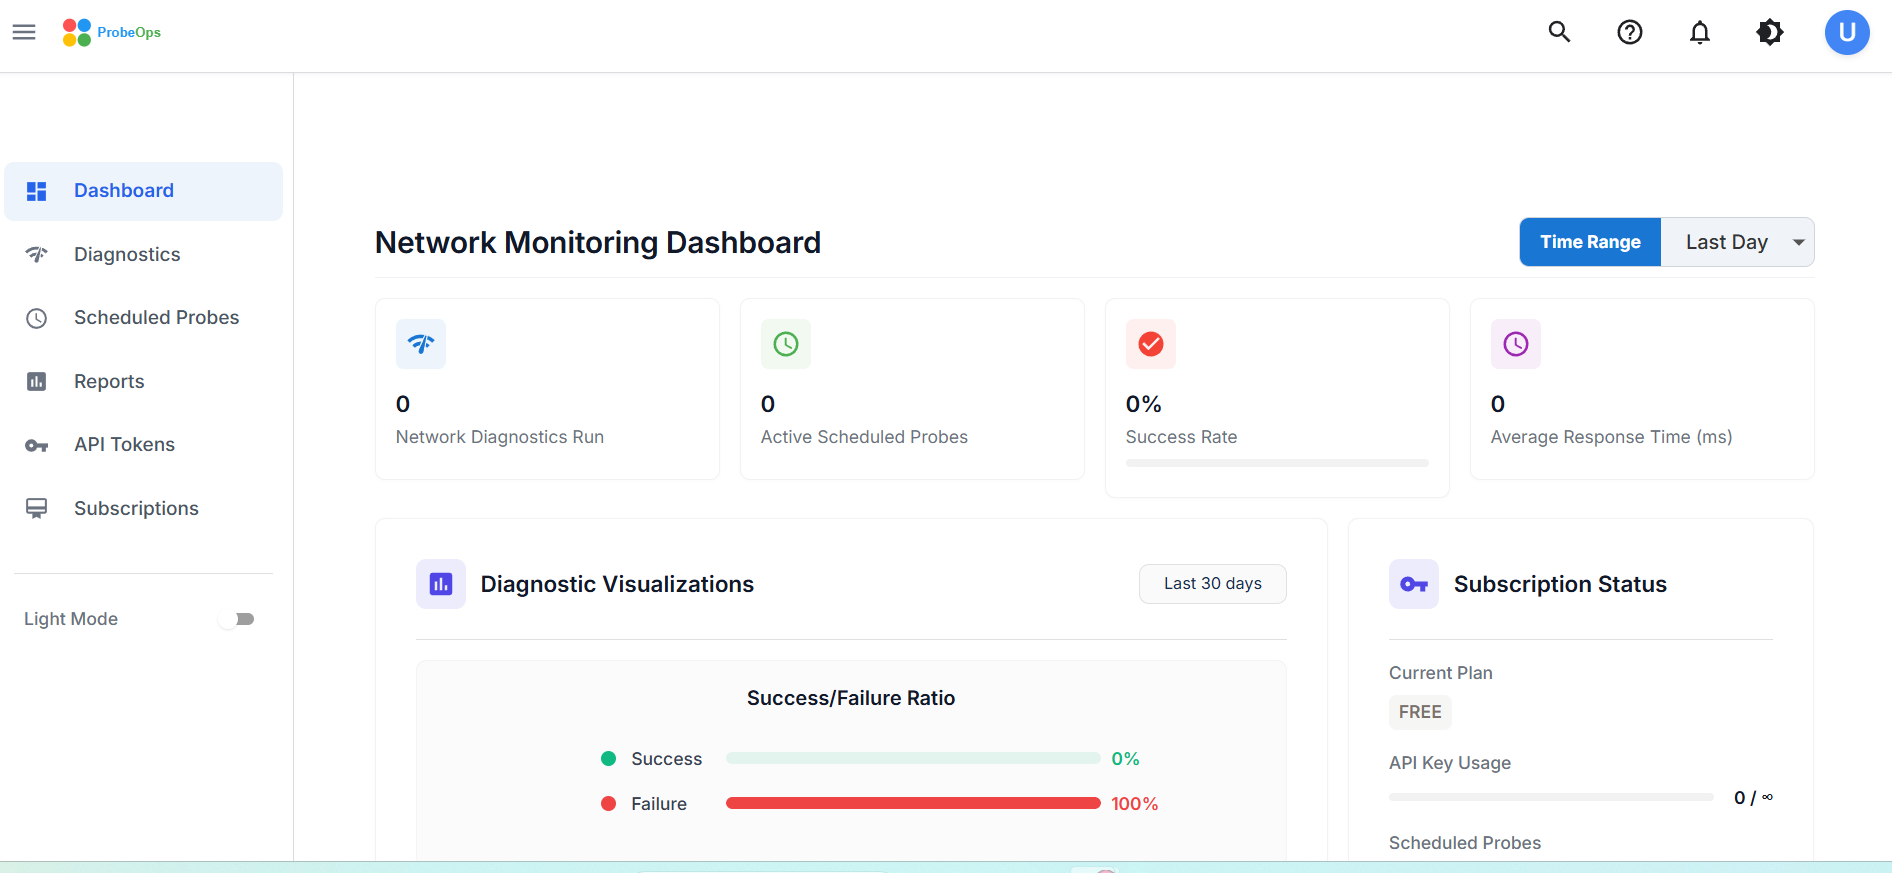 ProbeOps
U
Dashboard
Diagnostics
Scheduled Probes
Reports
API Tokens
Subscriptions
Light Mode
Network Monitoring Dashboard
Time Range
Last Day
0
Network Diagnostics Run
0
Active Scheduled Probes
0%
Success Rate
0
Average Response Time (ms)
Diagnostic Visualizations
Last 30 days
Success/Failure Ratio
Success 0%
Failure 100%
Subscription Status
Current Plan
FREE
API Key Usage
0 / ∞
Scheduled Probes